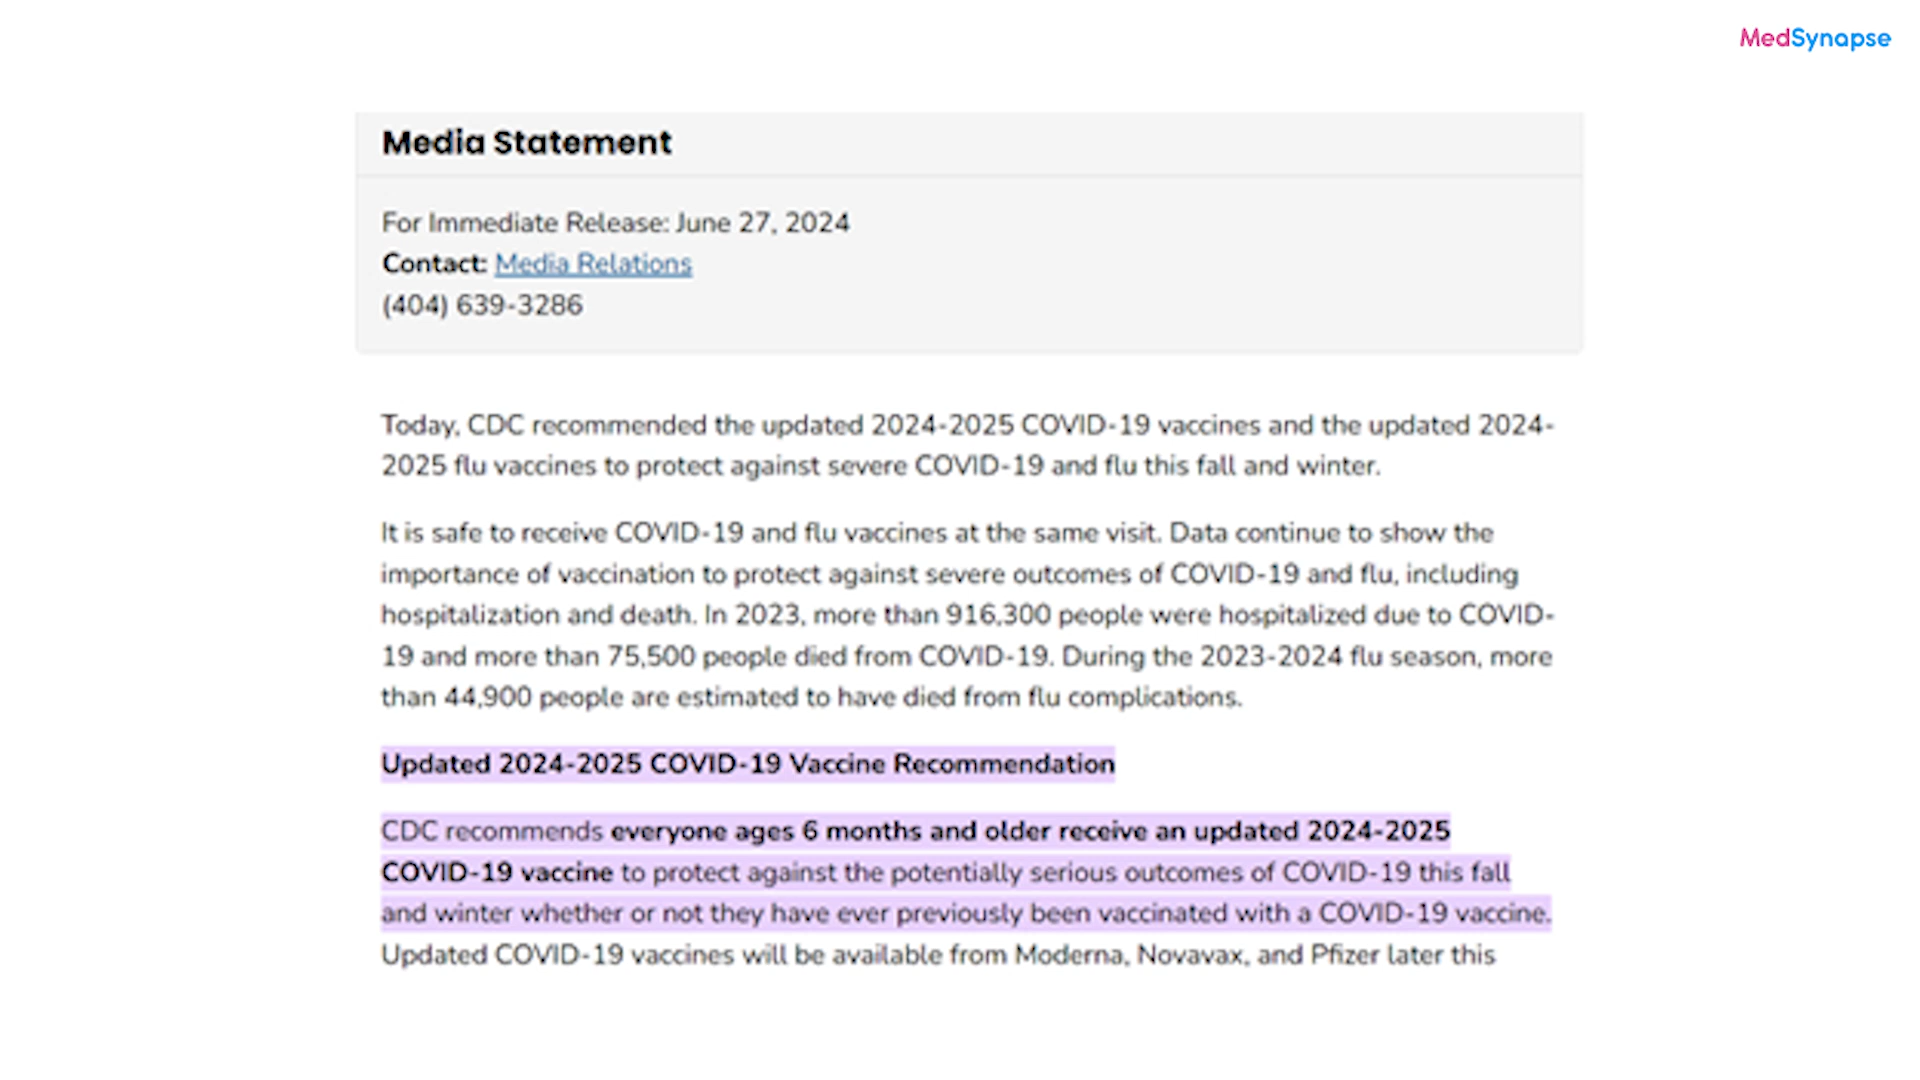 MedSynapse
Media Statement
For Immediate Release: June 27, 2024
Contact: Media Relations
(404) 639-3286
Today, CDC recommended the updated 2024-2025 COVID-19 vaccines and the updated 2024-
2025 flu vaccines to protect against severe COVID-19 and flu this fall and winter.
It is safe to receive COVID-19 and flu vaccines at the same visit. Data continue to show the
importance of vaccination to protect against severe outcomes of COVID-19 and flu, including
hospitalization and death. In 2023, more than 916,300 people were hospitalized due to COVID-
19 and more than 75,500 people died from COVID-19. During the 2023-2024 flu season, more
than 44,900 people are estimated to have died from flu complications.
Updated 2024-2025 COVID-19 Vaccine Recommendation
CDC recommends everyone ages 6 months and older receive an updated 2024-2025
COVID-19 vaccine to protect against the potentially serious outcomes of COVID-19 this fall
and winter whether or not they have ever previously been vaccinated with a COVID-19 vaccine.
Updated COVID-19 vaccines will be available from Moderna, Novavax, and Pfizer later this